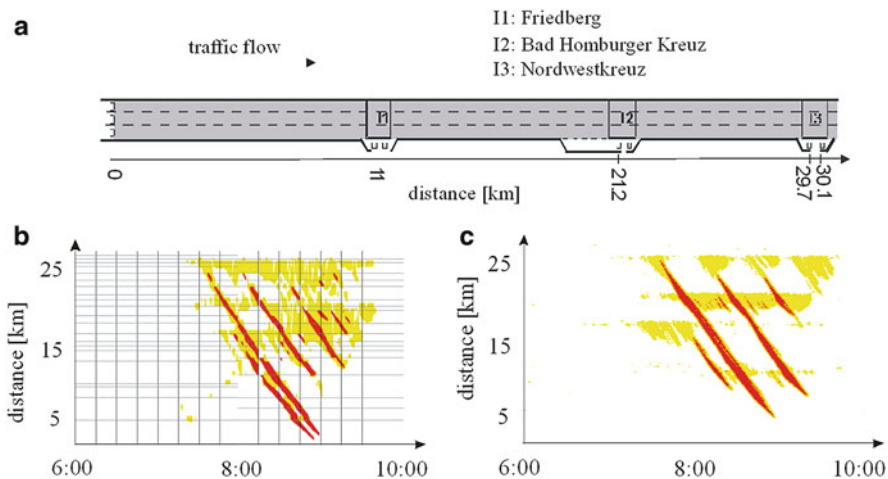 a
traffic flow
I1: Friedberg
I2: Bad Homburger Kreuz
I3: Nordwestkreuz
I1 I2 I3
0 11 21.2 29.7 30.1
distance [km]
b
distance [km]
25
15
5
6:00 8:00 10:00
c
distance [km]
25
15
5
6:00 8:00 10:00